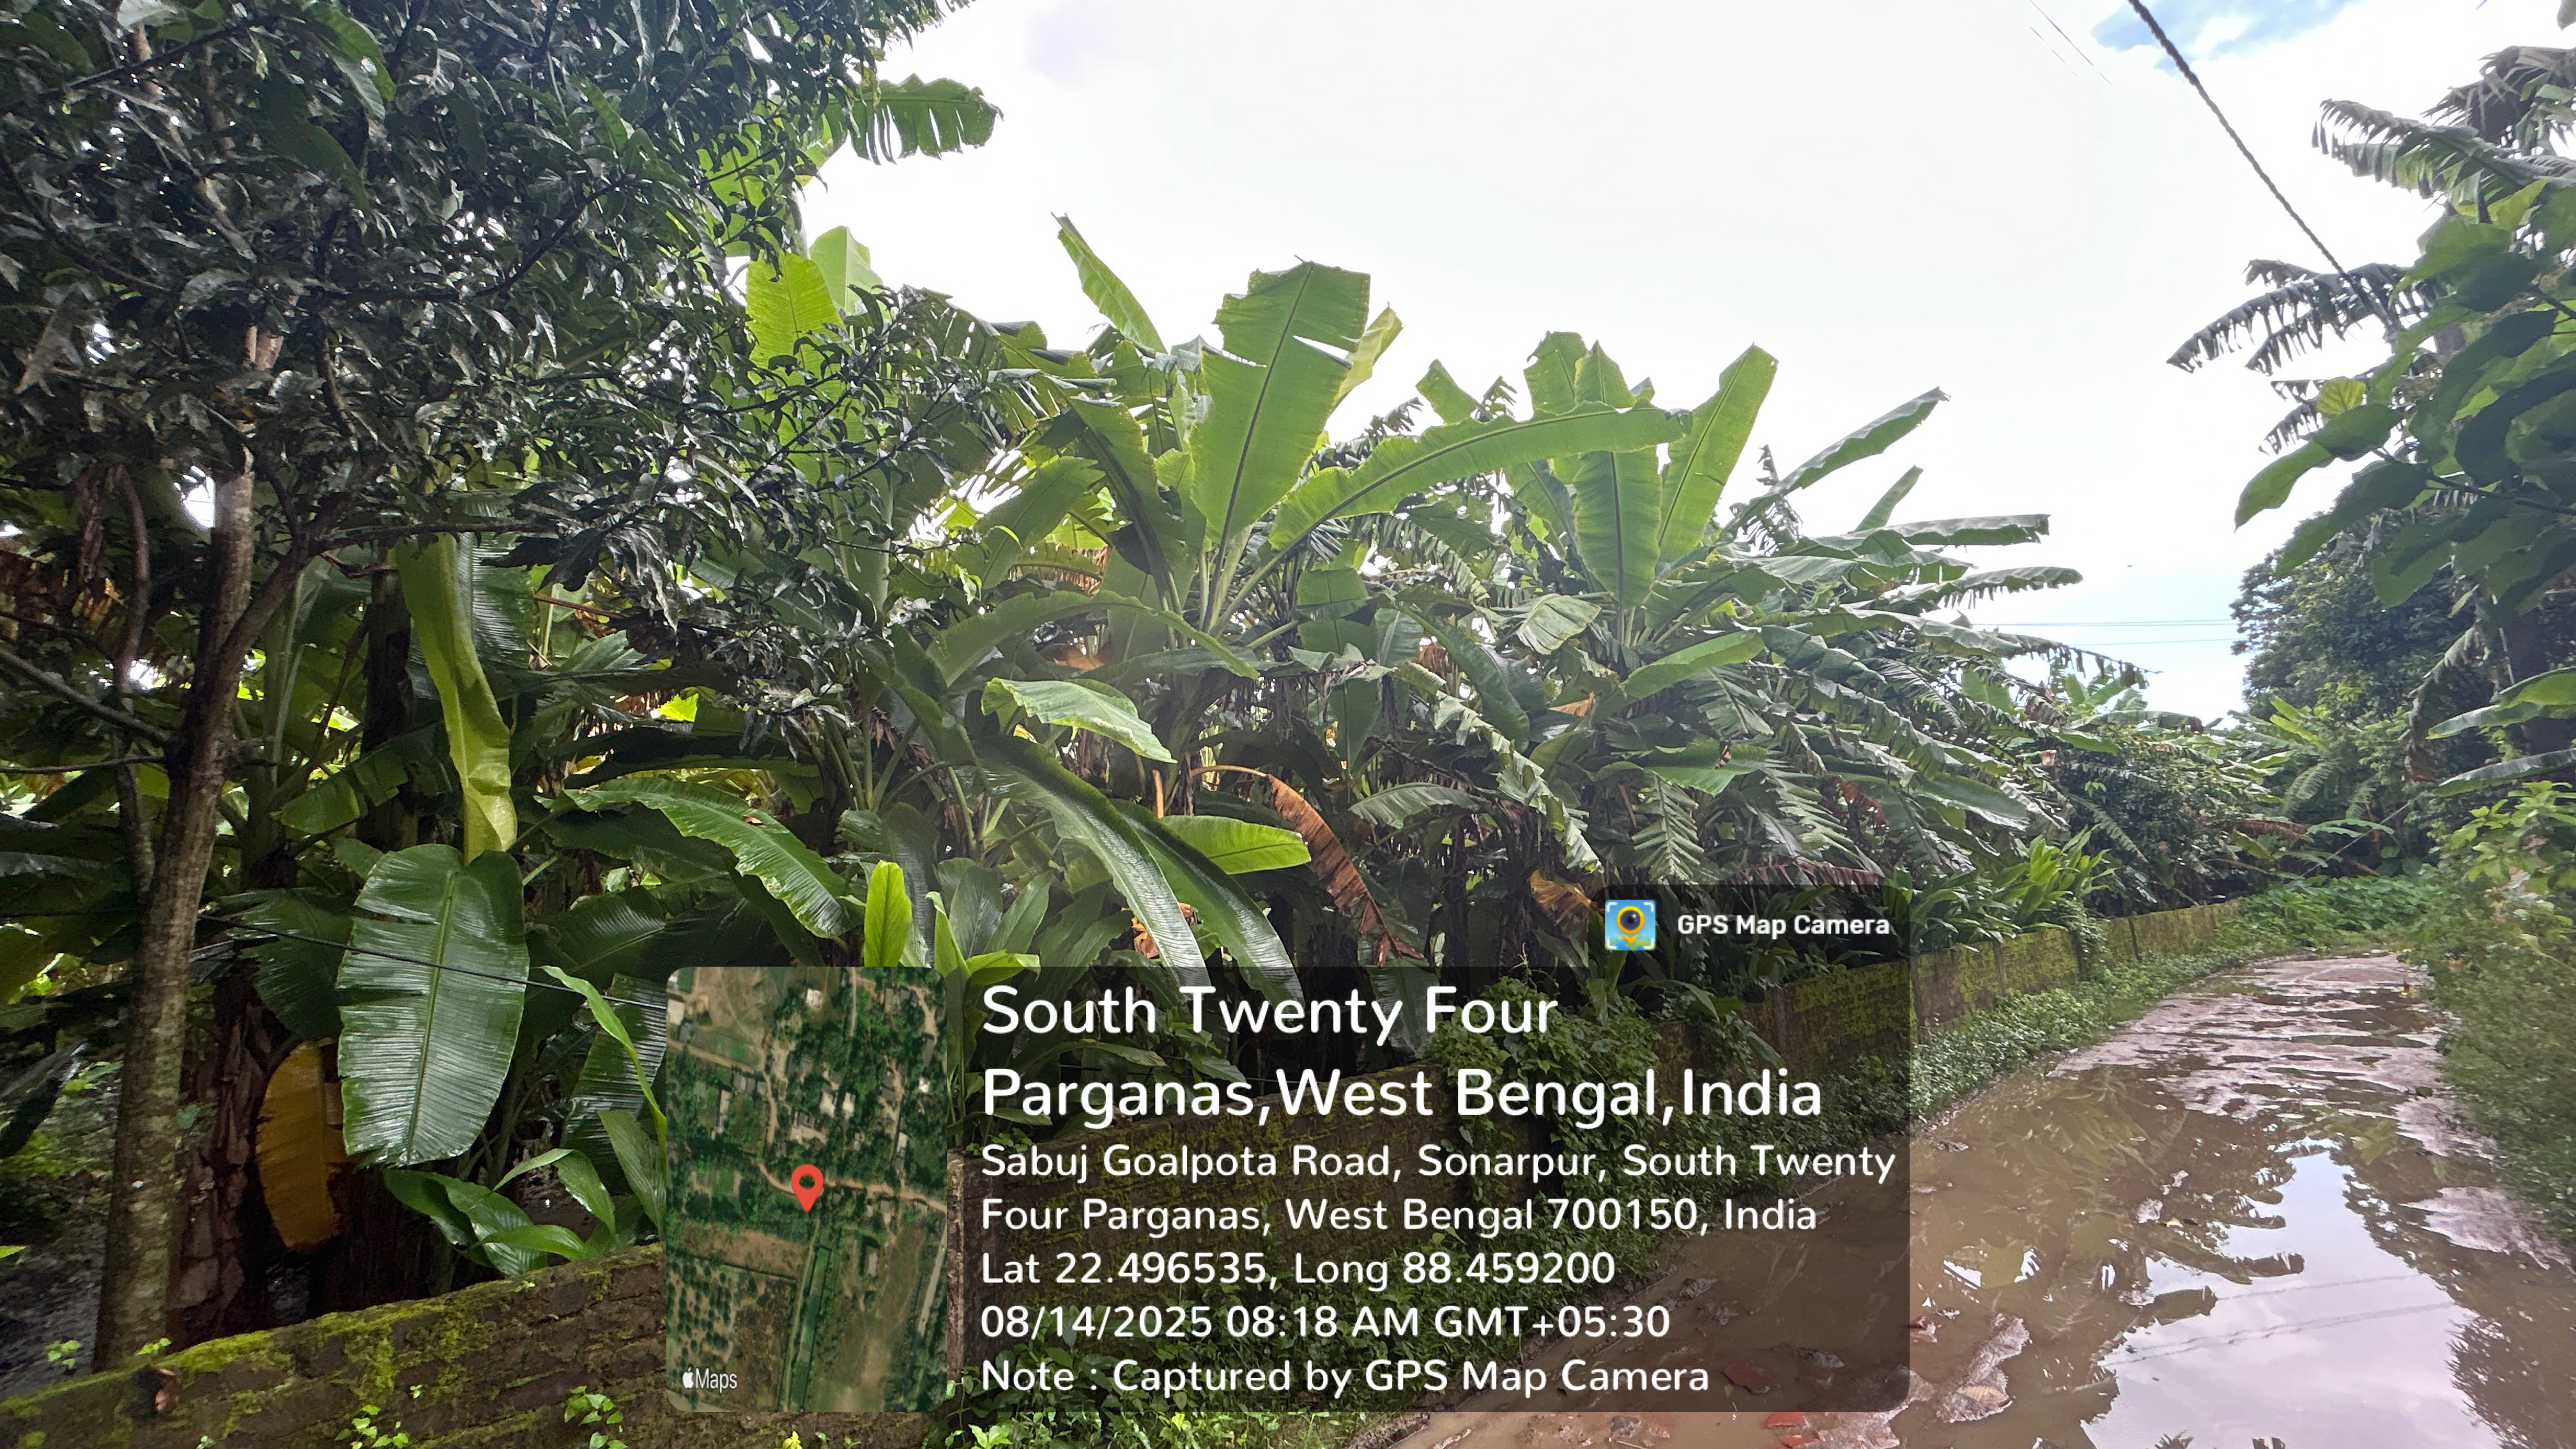 GPS Map Camera
South Twenty Four
Parganas,West Bengal,India
Sabuj Goalpota Road, Sonarpur, South Twenty
Four Parganas, West Bengal 700150, India
Lat 22.496535, Long 88.459200
08/14/2025 08:18 AM GMT+05:30
Note : Captured by GPS Map Camera
Maps